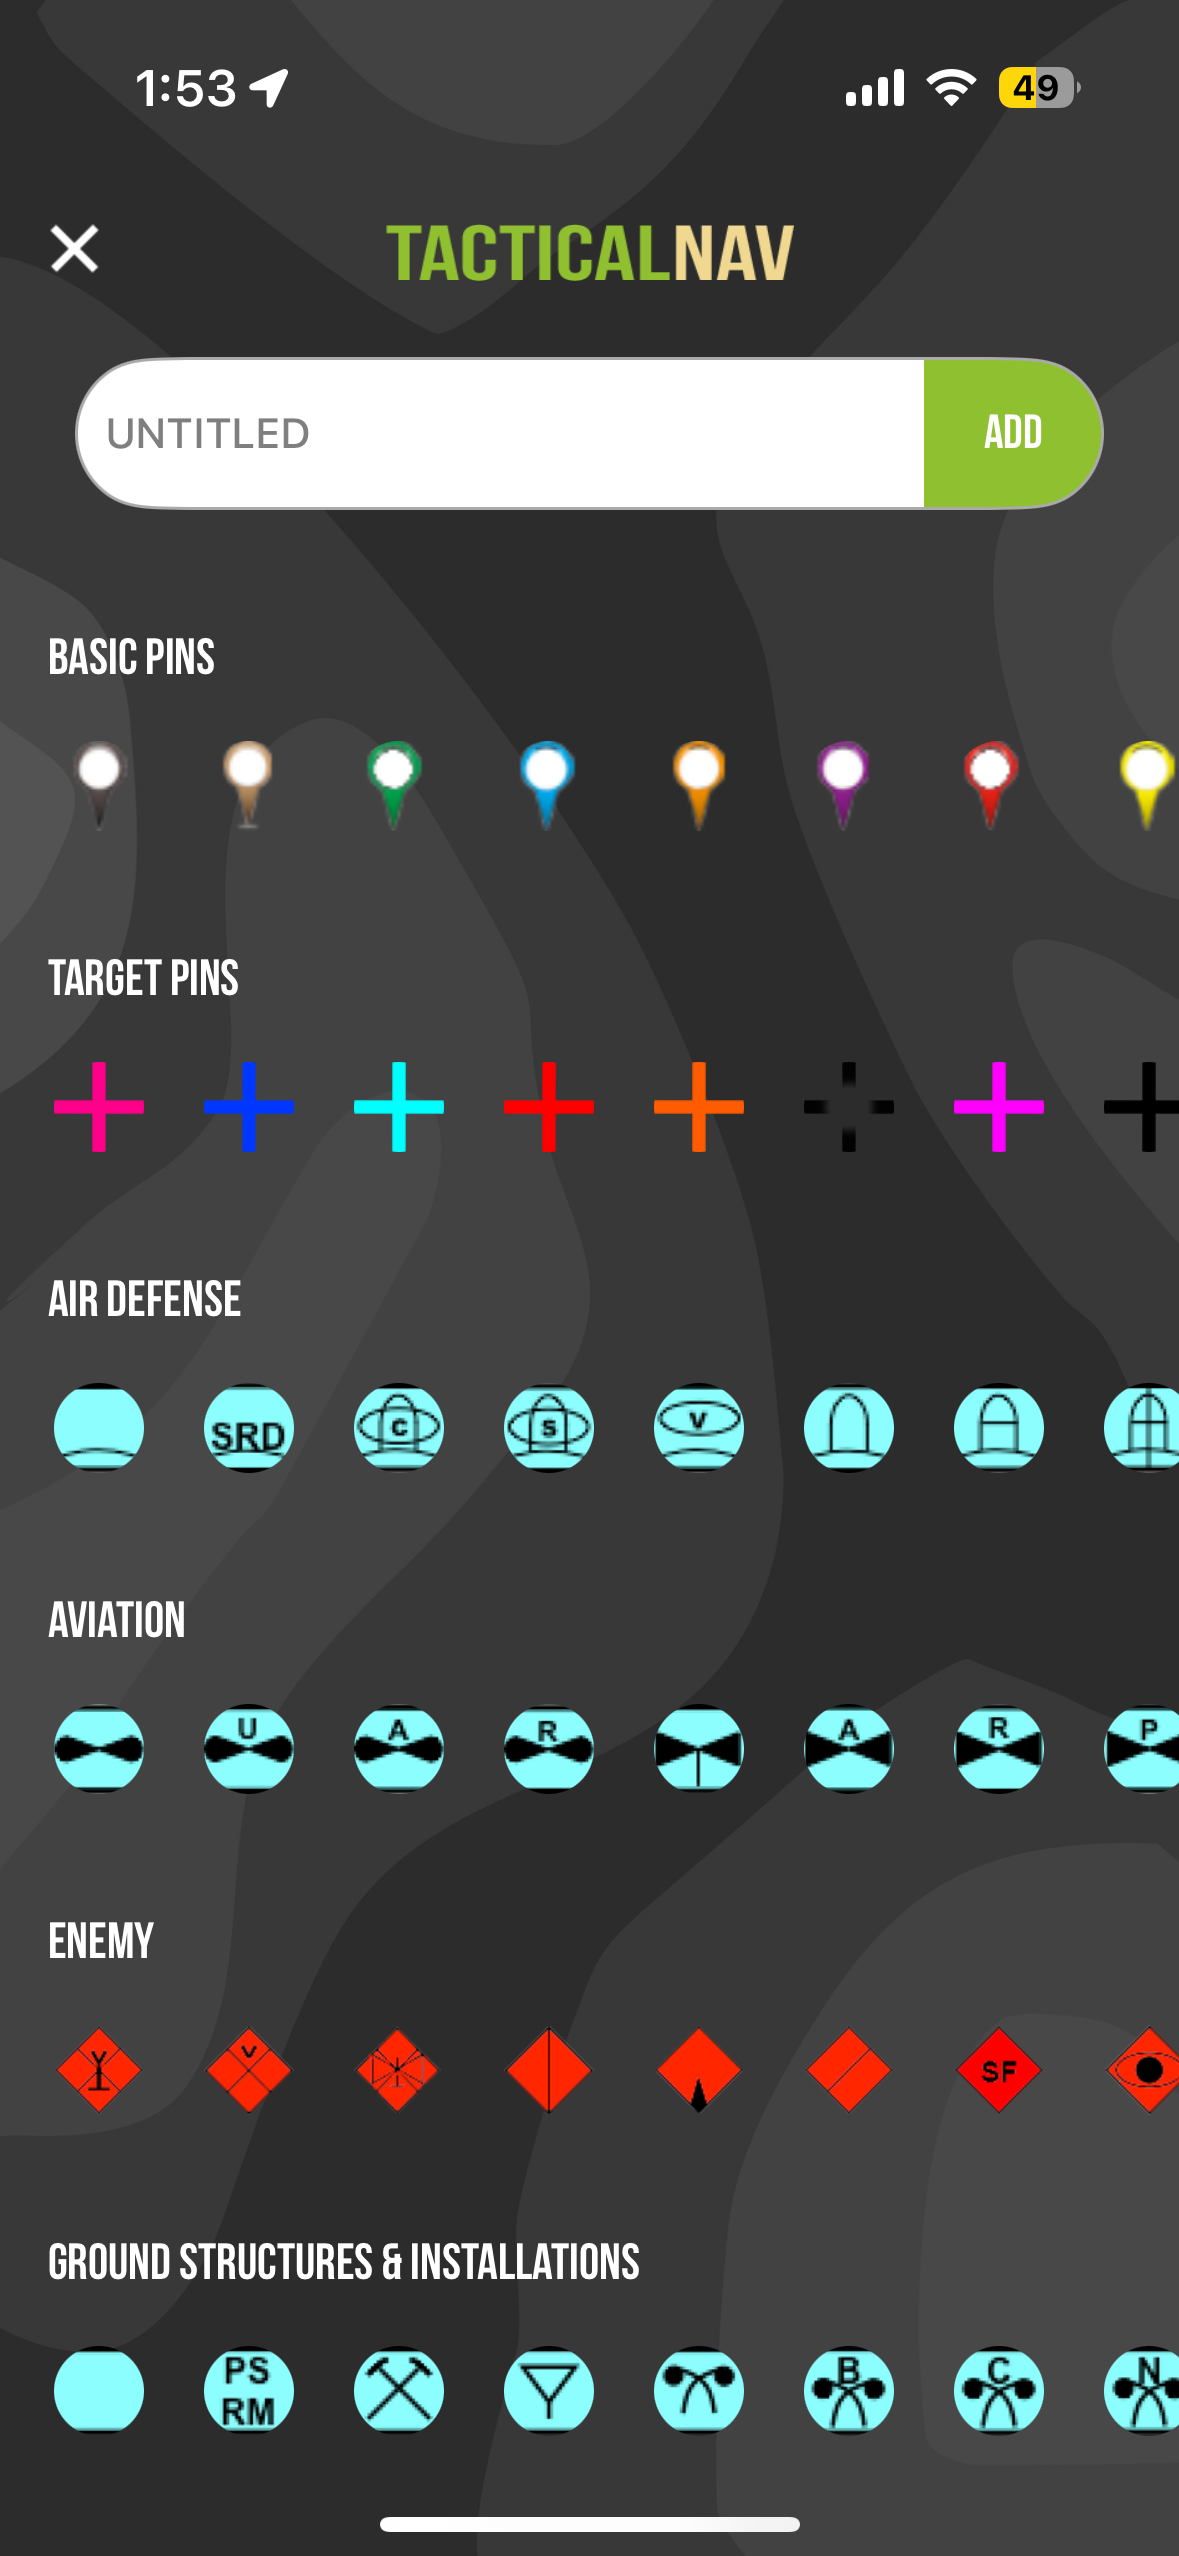 1:53
49
TACTICALNAV
UNTITLED
ADD
BASIC PINS
TARGET PINS
AIR DEFENSE
SRD
C
S
V
AVIATION
U
A
R
A
R
P
ENEMY
V
SF
GROUND STRUCTURES & INSTALLATIONS
PS
RM
B
C
N